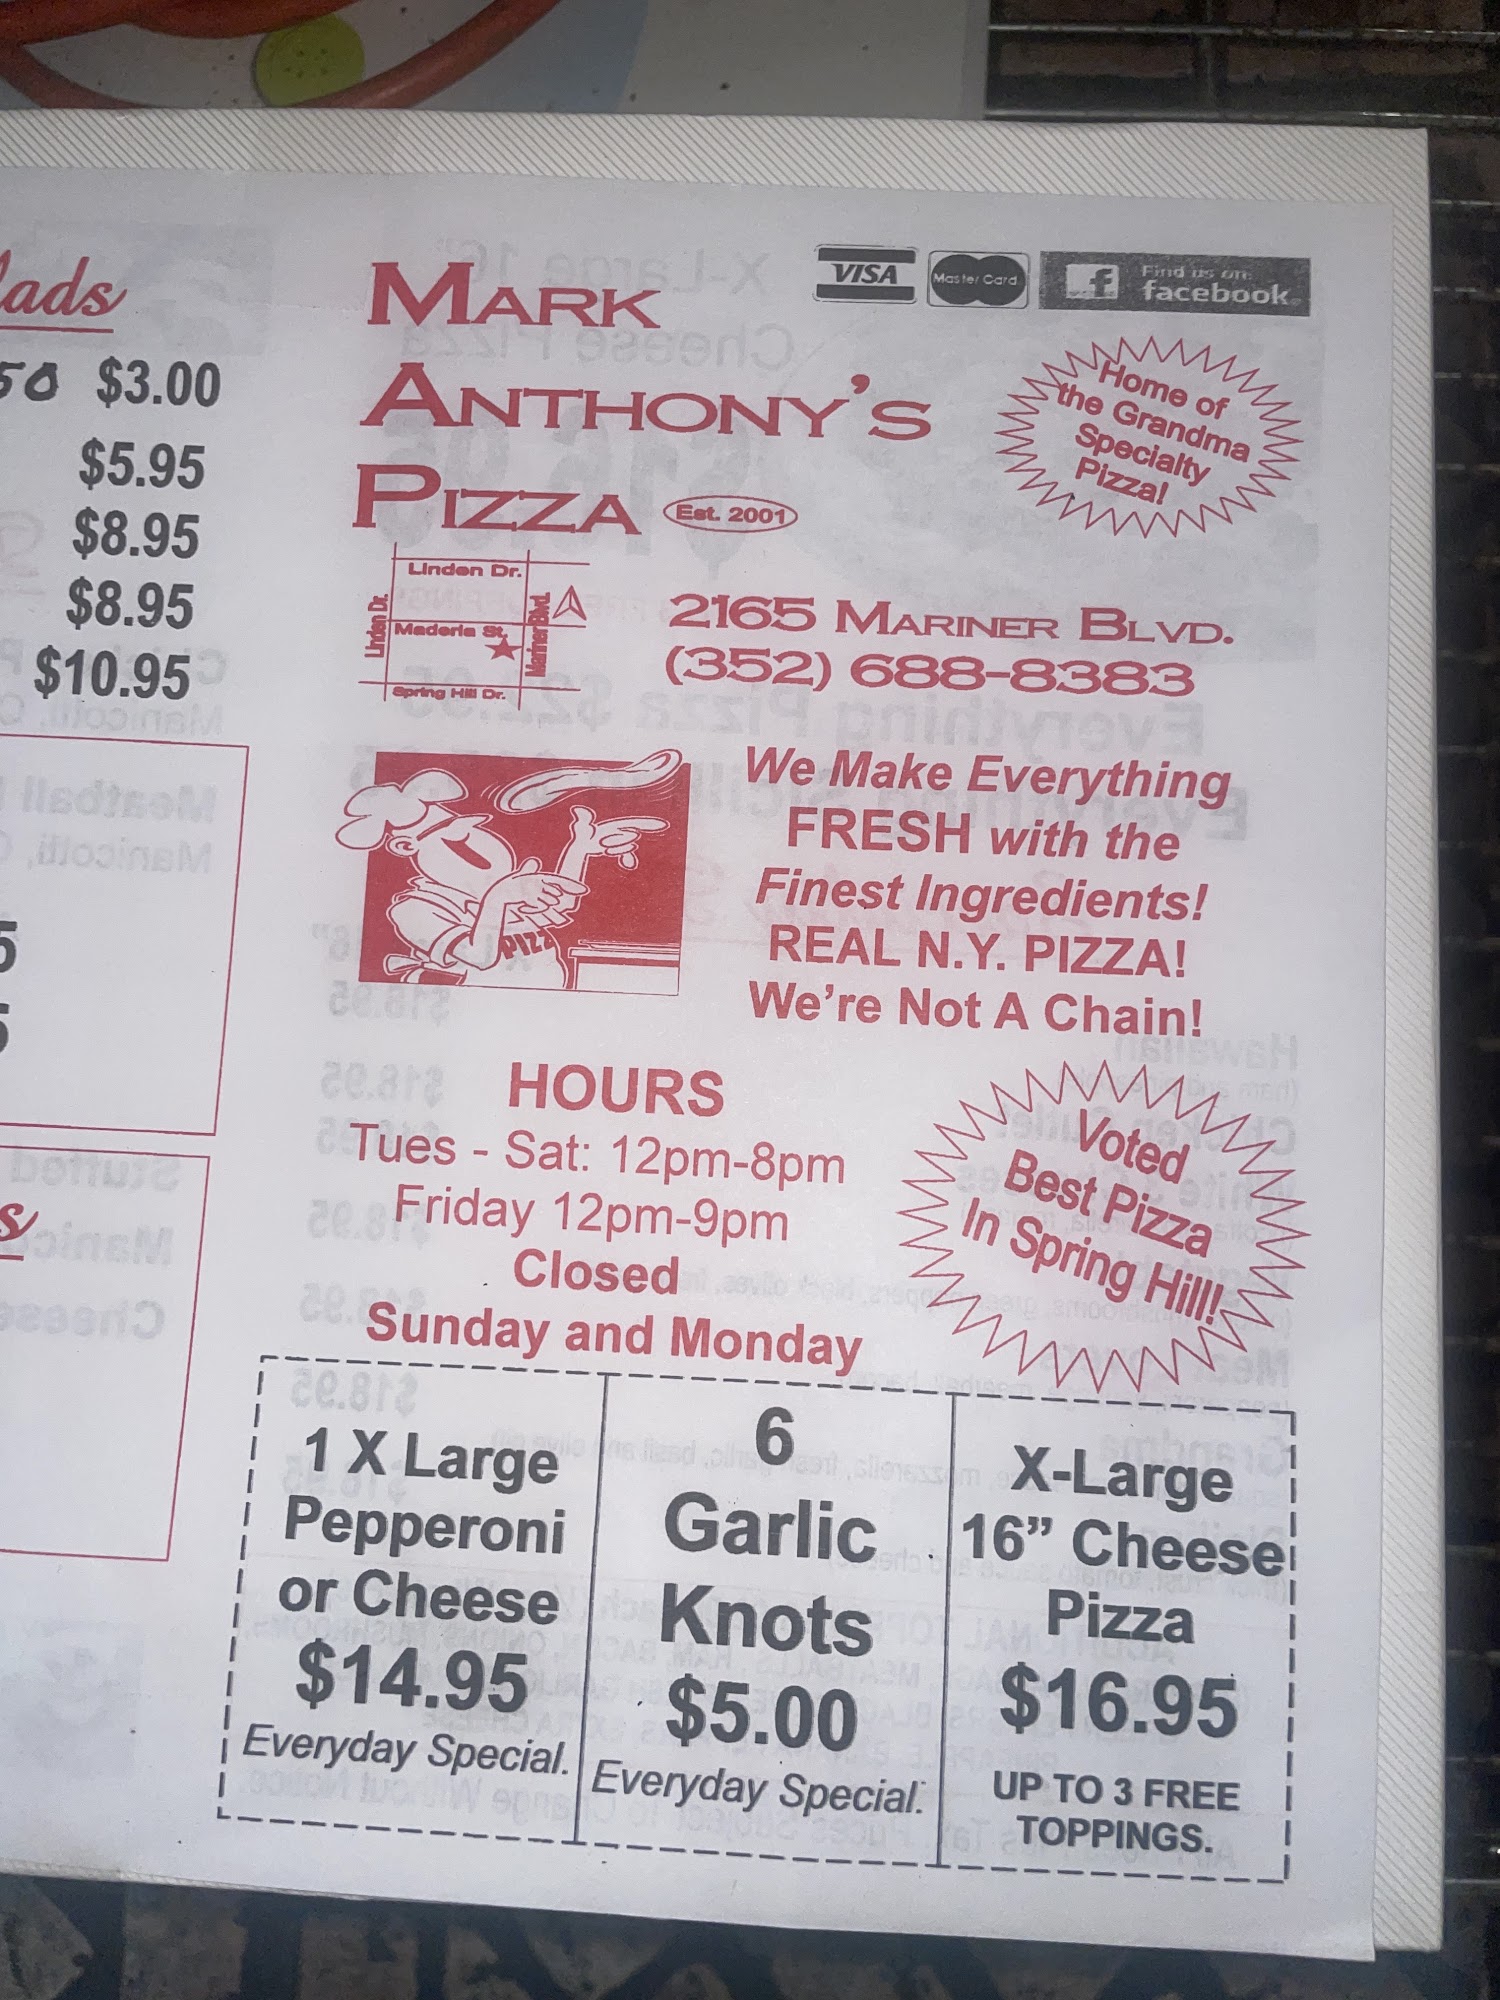 lads
50 $3.00
$5.95
$8.95
$8.95
$10.95
5
5
s
MARK
ANTHONY'S
PIZZA Est. 2001
VISA
MasterCard
f Find us on:
facebook®
Home of
the Grandma
Specialty
Pizza!
Linden Dr.
Linden Dr.
Maderia St.
Mariner Blvd.
Spring Hill Dr.
2165 MARINER BLVD.
(352) 688-8383
PIZZ
We Make Everything
FRESH with the
Finest Ingredients!
REAL N.Y. PIZZA!
We're Not A Chain!
HOURS
Tues - Sat: 12pm-8pm
Friday 12pm-9pm
Closed
Sunday and Monday
Voted
Best Pizza
In Spring Hill!
1 X Large
Pepperoni
or Cheese
$14.95
Everyday Special.
6
Garlic
Knots
$5.00
Everyday Special.
X-Large
16” Cheese
Pizza
$16.95
UP TO 3 FREE
TOPPINGS.